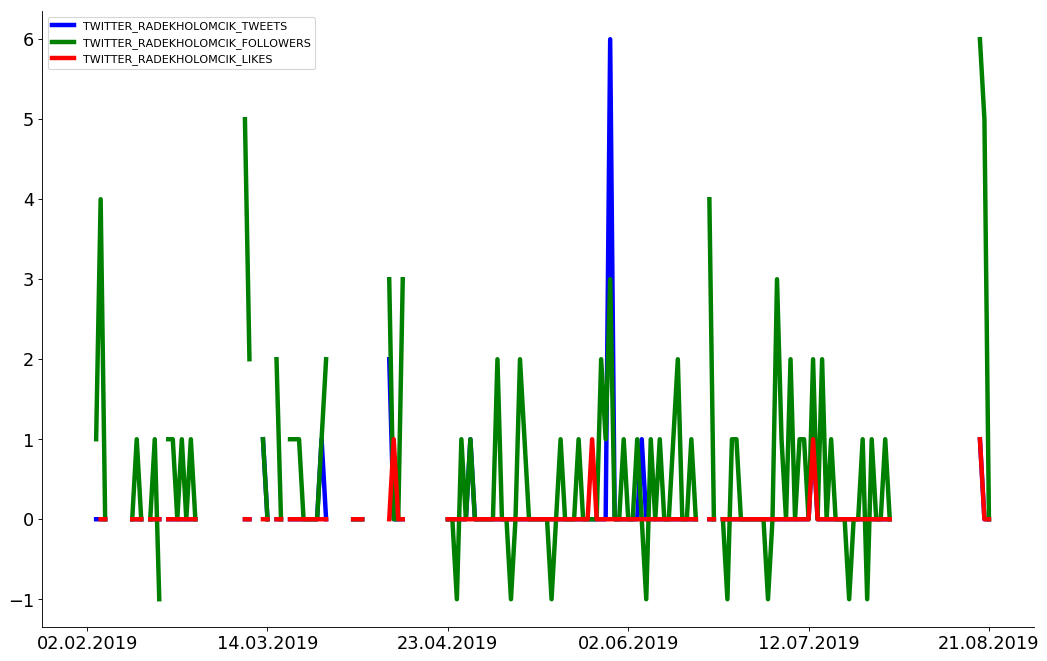 TWITTER_RADEKHOLOMCIK_TWEETS
TWITTER_RADEKHOLOMCIK_FOLLOWERS
TWITTER_RADEKHOLOMCIK_LIKES
6
5
4
3
2
1
0
−1
02.02.2019 14.03.2019 23.04.2019 02.06.2019 12.07.2019 21.08.2019